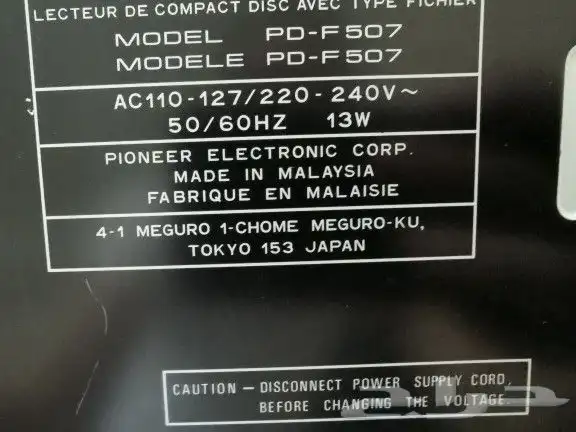 LECTEUR DE COMPACT DISC AVEC TYPE FICHIER
MODEL PD-F507
MODELE PD-F507
AC110-127/220-240V~
50/60HZ 13W
PIONEER ELECTRONIC CORP.
MADE IN MALAYSIA
FABRIQUE EN MALAISIE
4-1 MEGURO 1-CHOME MEGURO-KU,
TOKYO 153 JAPAN
CAUTION — DISCONNECT POWER SUPPLY CORD,
BEFORE CHANGING THE VOLTAGE.
حراج